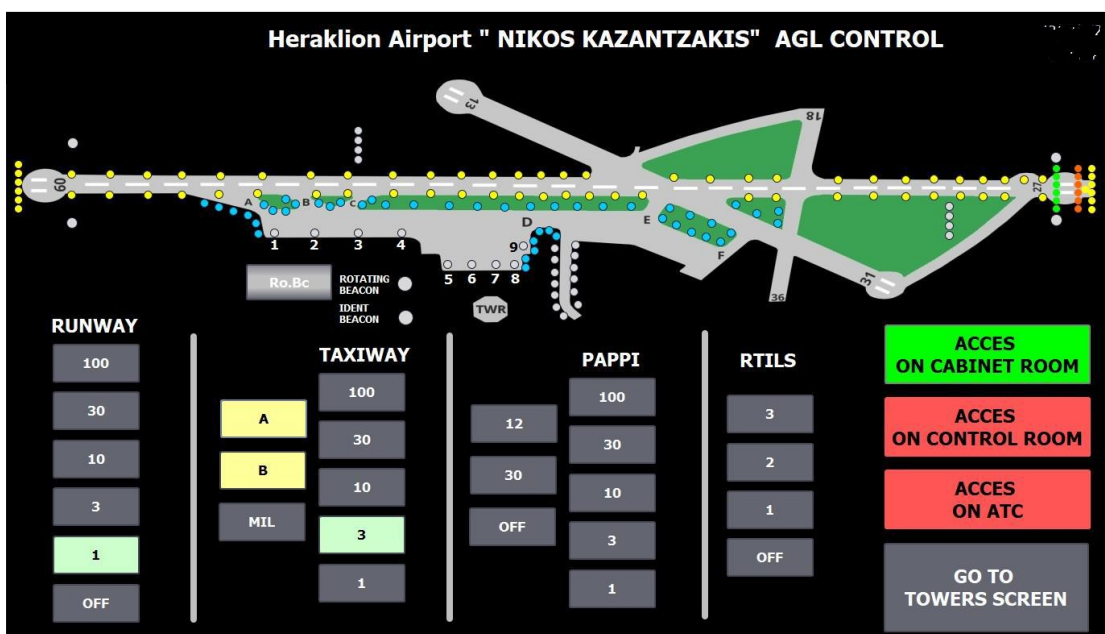 Heraklion Airport " NIKOS KAZANTZAKIS" AGL CONTROL
13
18
09
27
A
B
C
D
E
F
31
36
1
2
3
4
5
6
7
8
9
Ro.Bc
ROTATING
BEACON
IDENT
BEACON
TWR
RUNWAY
100
30
10
3
1
OFF
TAXIWAY
A
B
MIL
100
30
10
3
1
PAPPI
12
30
OFF
100
30
10
3
1
RTILS
3
2
1
OFF
ACCES
ON CABINET ROOM
ACCES
ON CONTROL ROOM
ACCES
ON ATC
GO TO
TOWERS SCREEN